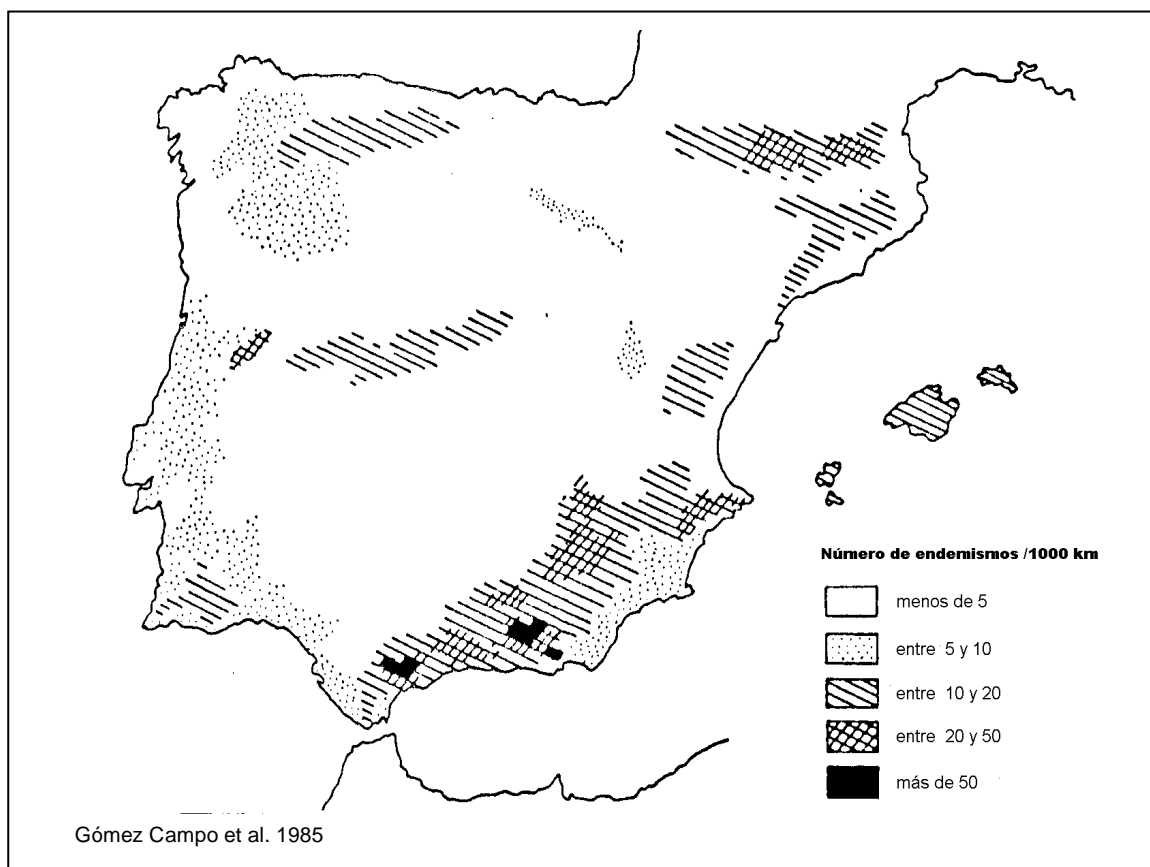 Número de endemismos /1000 km
menos de 5
entre 5 y 10
entre 10 y 20
entre 20 y 50
más de 50
Gómez Campo et al. 1985